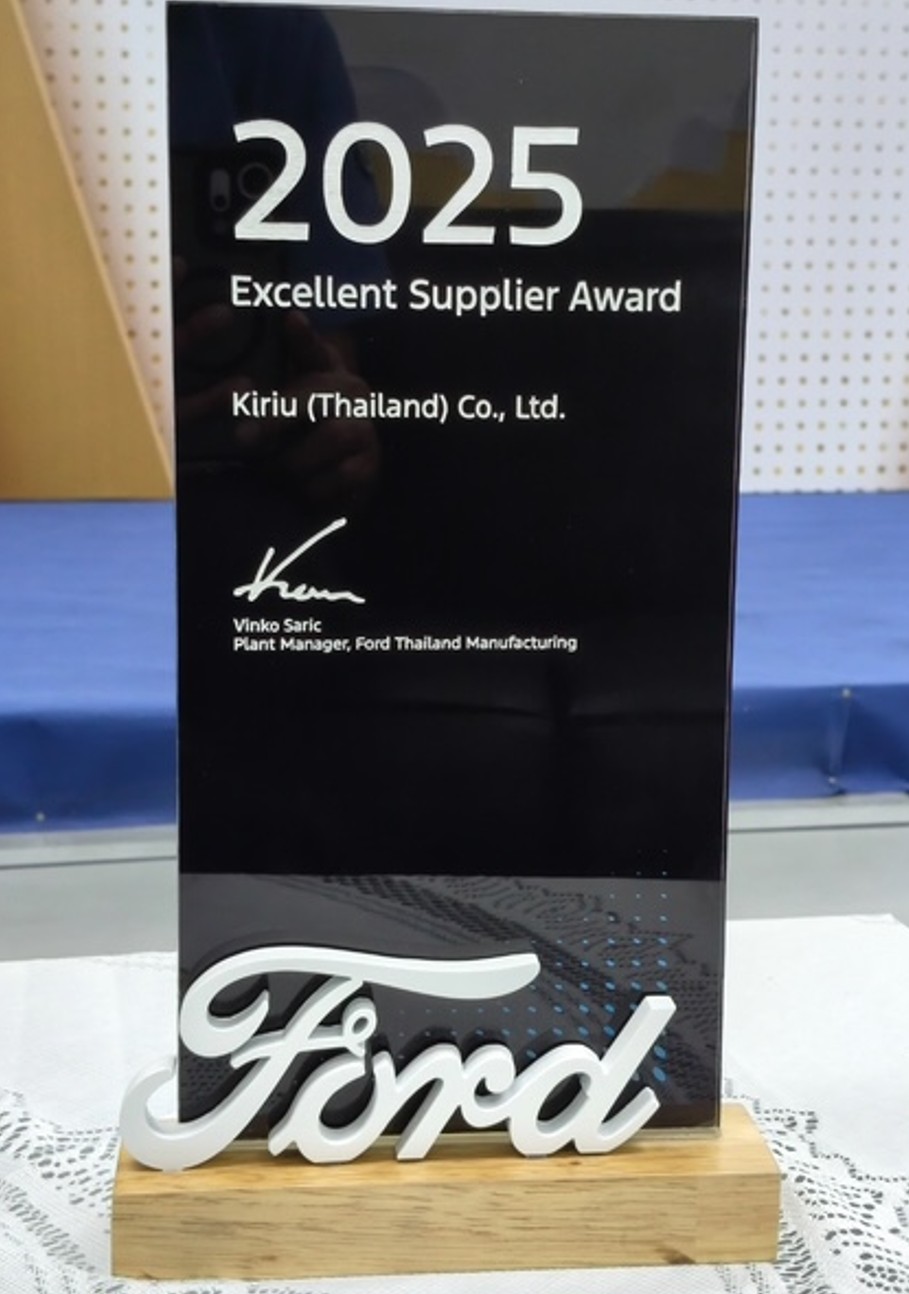 2025
Excellent Supplier Award
Kiriu (Thailand) Co., Ltd.
Vinko Saric
Plant Manager, Ford Thailand Manufacturing
Ford